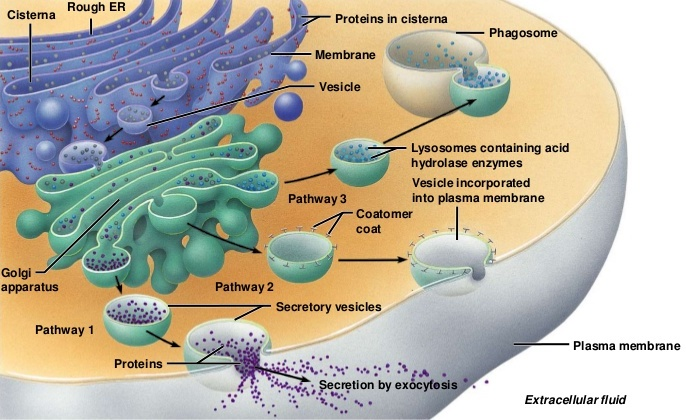 Rough ER
Cisterna
Proteins in cisterna
Phagosome
Membrane
Vesicle
Lysosomes containing acid
hydrolase enzymes
Vesicle incorporated
into plasma membrane
Pathway 3
Coatomer
coat
Golgi
apparatus
Pathway 2
Secretory vesicles
Pathway 1
Plasma membrane
Proteins
Secretion by exocytosis
Extracellular fluid